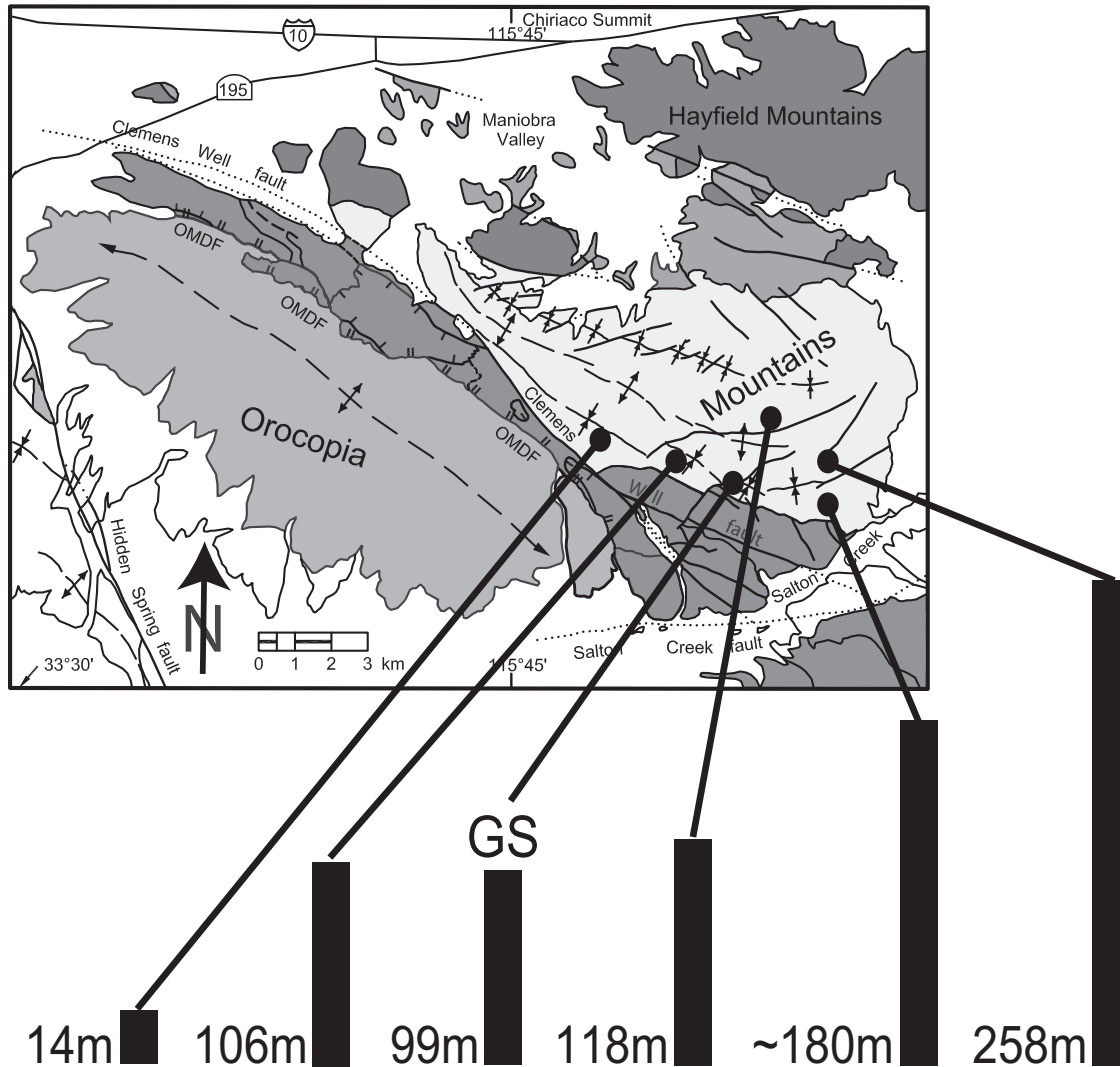 Chiriaco Summit
10
115°45'
195
Hayfield Mountains
Maniobra
Valley
Clemens Well fault
OMDF
OMDF
Mountains
Clemens
Orocopia
OMDF
Well
fault
Hidden Spring fault
N
Salton Creek
Salton Creek fault
0 1 2 3 km
33°30'
115°45'
GS
14m 106m 99m 118m ~180m 258m